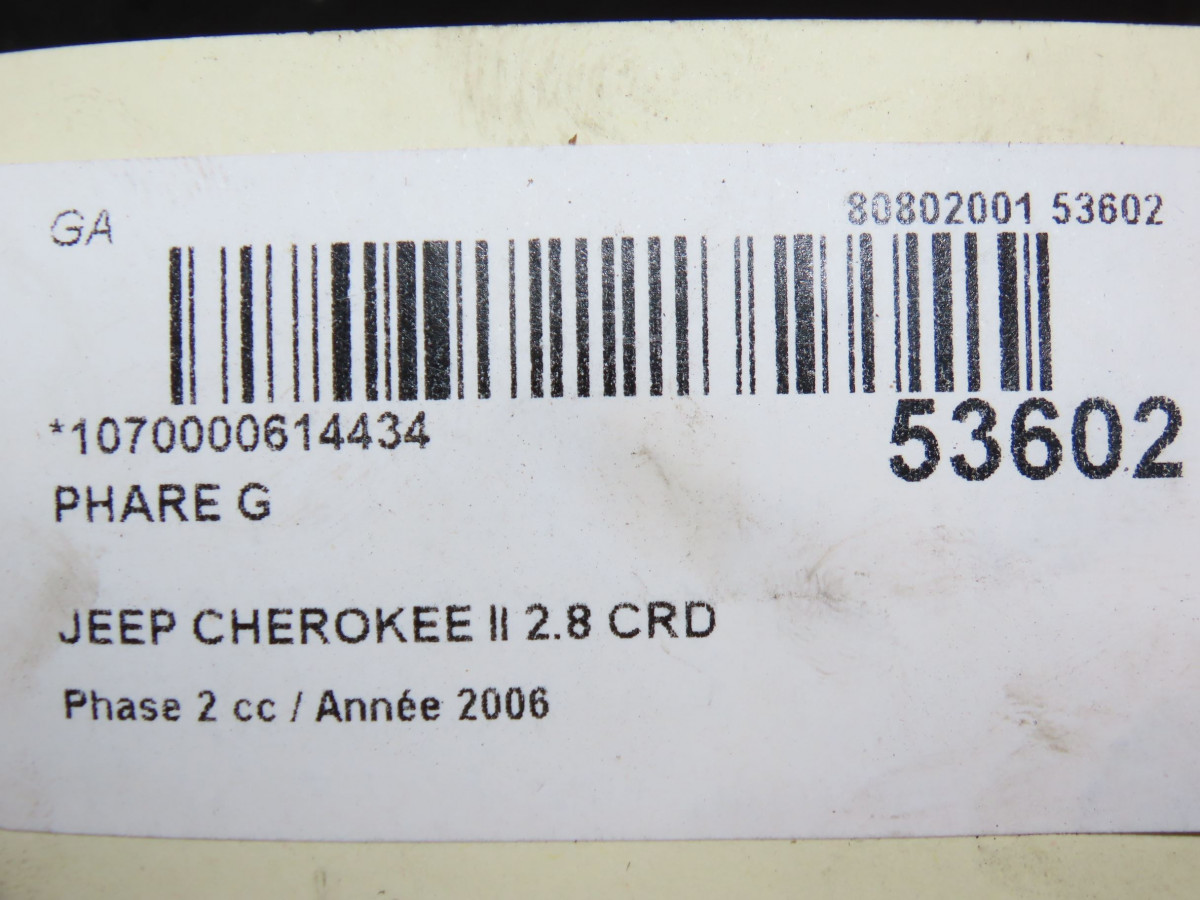 GA
80802001 53602
*1070000614434
53602
PHARE G
JEEP CHEROKEE II 2.8 CRD
Phase 2 cc / Année 2006